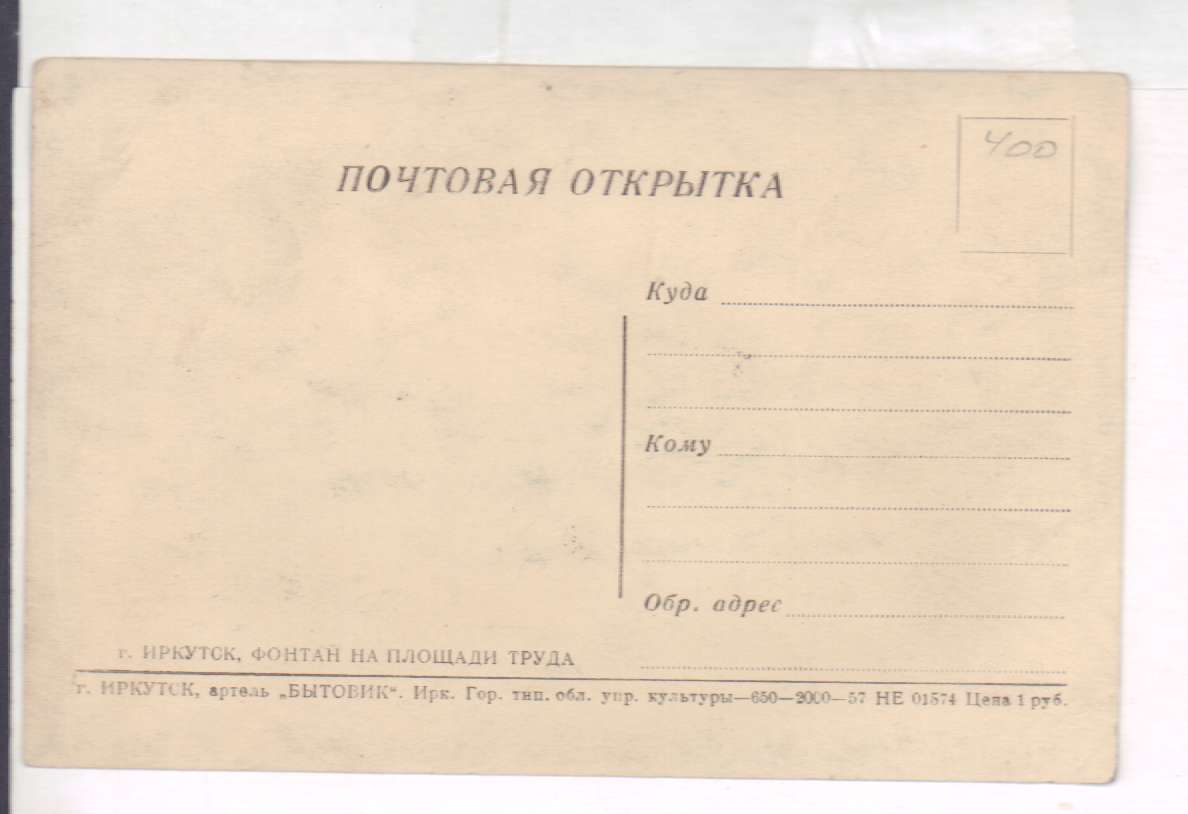 400
ПОЧТОВАЯ ОТКРЫТКА
Куда
Кому
Обр. адрес
г. ИРКУТСК, ФОНТАН НА ПЛОЩАДИ ТРУДА
г. ИРКУТСК, артель „БЫТОВИК“. Ирк. Гор. тип. обл. упр. культуры—650—2000—57 НЕ 01574 Цена 1 руб.